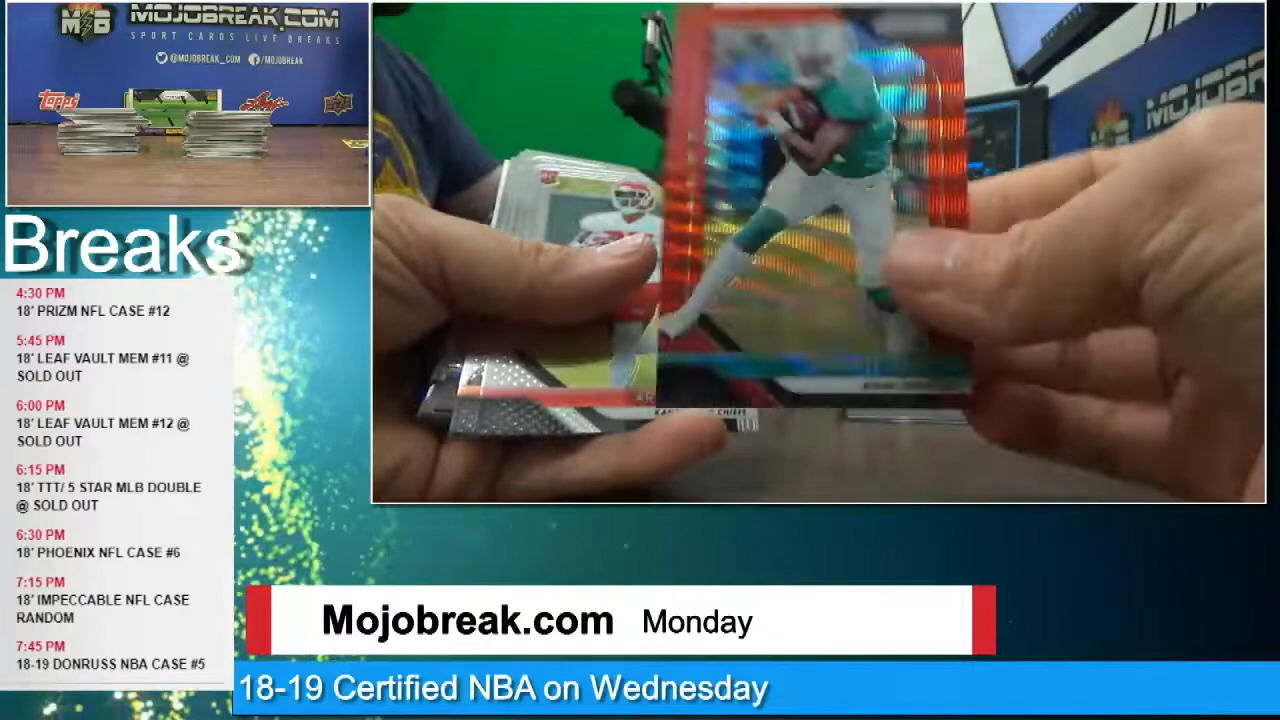 MOJOBREAK.COM
SPORT CARDS LIVE BREAKS
@MOJOBREAK_COM /MOJOBREAK
MB
Topps
Leaf
MOJOBR
Breaks
4:30 PM
18' PRIZM NFL CASE #12
5:45 PM
18' LEAF VAULT MEM #11 @
SOLD OUT
6:00 PM
18' LEAF VAULT MEM #12 @
SOLD OUT
6:15 PM
18' TTT/ 5 STAR MLB DOUBLE
@ SOLD OUT
6:30 PM
18' PHOENIX NFL CASE #6
7:15 PM
18' IMPECCABLE NFL CASE
RANDOM
7:45 PM
18-19 DONRUSS NBA CASE #5
Mojobreak.com Monday
18-19 Certified NBA on Wednesday